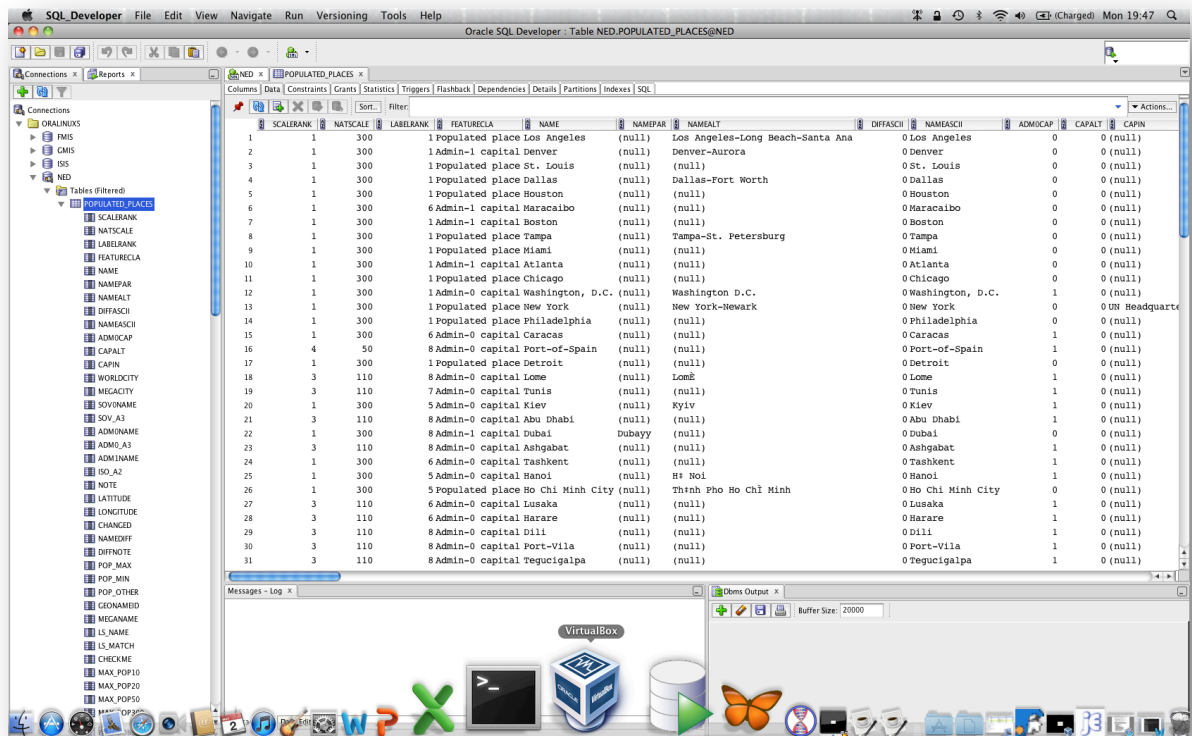 SQL_Developer File Edit View Navigate Run Versioning Tools Help (Charged) Mon 19:47
Oracle SQL Developer : Table NED.POPULATED_PLACES@NED
Connections Reports
NED POPULATED_PLACES
Columns Data Constraints Grants Statistics Triggers Flashback Dependencies Details Partitions Indexes SQL
Sort.. Filter: Actions...
Connections
ORALINUX5
FMIS
GMIS
ISIS
NED
Tables (Filtered)
POPULATED_PLACES
SCALERANK
NATSCALE
LABELRANK
FEATURECLA
NAME
NAMEPAR
NAMEALT
DIFFASCII
NAMEASCII
ADM0CAP
CAPALT
CAPIN
WORLDCITY
MEGACITY
SOV0NAME
SOV_A3
ADM0NAME
ADM0_A3
ADM1NAME
ISO_A2
NOTE
LATITUDE
LONGITUDE
CHANGED
NAMEDIFF
DIFFNOTE
POP_MAX
POP_MIN
POP_OTHER
GEONAMEID
MEGANAME
LS_NAME
LS_MATCH
CHECKME
MAX_POP10
MAX_POP20
MAX_POP50
SCALERANK NATSCALE LABELRANK FEATURECLA NAME NAMEPAR NAMEALT DIFFASCII NAMEASCII ADM0CAP CAPALT CAPIN
1 1 300 1 Populated place Los Angeles (null) Los Angeles-Long Beach-Santa Ana 0 Los Angeles 0 0 (null)
2 1 300 1 Admin-1 capital Denver (null) Denver-Aurora 0 Denver 0 0 (null)
3 1 300 1 Populated place St. Louis (null) (null) 0 St. Louis 0 0 (null)
4 1 300 1 Populated place Dallas (null) Dallas-Fort Worth 0 Dallas 0 0 (null)
5 1 300 1 Populated place Houston (null) (null) 0 Houston 0 0 (null)
6 1 300 6 Admin-1 capital Maracaibo (null) (null) 0 Maracaibo 0 0 (null)
7 1 300 1 Admin-1 capital Boston (null) (null) 0 Boston 0 0 (null)
8 1 300 1 Populated place Tampa (null) Tampa-St. Petersburg 0 Tampa 0 0 (null)
9 1 300 1 Populated place Miami (null) (null) 0 Miami 0 0 (null)
10 1 300 1 Admin-1 capital Atlanta (null) (null) 0 Atlanta 0 0 (null)
11 1 300 1 Populated place Chicago (null) (null) 0 Chicago 0 0 (null)
12 1 300 1 Admin-0 capital Washington, D.C. (null) Washington D.C. 0 Washington, D.C. 1 0 (null)
13 1 300 1 Populated place New York (null) New York-Newark 0 New York 0 0 UN Headquarte
14 1 300 1 Populated place Philadelphia (null) (null) 0 Philadelphia 0 0 (null)
15 1 300 6 Admin-0 capital Caracas (null) (null) 0 Caracas 1 0 (null)
16 4 50 8 Admin-0 capital Port-of-Spain (null) (null) 0 Port-of-Spain 1 0 (null)
17 1 300 1 Populated place Detroit (null) (null) 0 Detroit 0 0 (null)
18 3 110 8 Admin-0 capital Lome (null) LomÈ 0 Lome 1 0 (null)
19 3 110 7 Admin-0 capital Tunis (null) (null) 0 Tunis 1 0 (null)
20 1 300 5 Admin-0 capital Kiev (null) Kyiv 0 Kiev 1 0 (null)
21 3 110 8 Admin-0 capital Abu Dhabi (null) (null) 0 Abu Dhabi 1 0 (null)
22 1 300 8 Admin-1 capital Dubai Dubayy (null) 0 Dubai 0 0 (null)
23 3 110 8 Admin-0 capital Ashgabat (null) (null) 0 Ashgabat 1 0 (null)
24 1 300 6 Admin-0 capital Tashkent (null) (null) 0 Tashkent 1 0 (null)
25 1 300 5 Admin-0 capital Hanoi (null) H‡ Noi 0 Hanoi 1 0 (null)
26 1 300 5 Populated place Ho Chi Minh City (null) Th‡nh Pho Ho ChÌ Minh 0 Ho Chi Minh City 0 0 (null)
27 3 110 6 Admin-0 capital Lusaka (null) (null) 0 Lusaka 1 0 (null)
28 3 110 6 Admin-0 capital Harare (null) (null) 0 Harare 1 0 (null)
29 3 110 8 Admin-0 capital Dili (null) (null) 0 Dili 1 0 (null)
30 3 110 8 Admin-0 capital Port-Vila (null) (null) 0 Port-Vila 1 0 (null)
31 3 110 8 Admin-0 capital Tegucigalpa (null) (null) 0 Tegucigalpa 1 0 (null)
Messages - Log Dbms Output
Buffer Size: 20000
VirtualBox
ORACLE VirtualBox
2